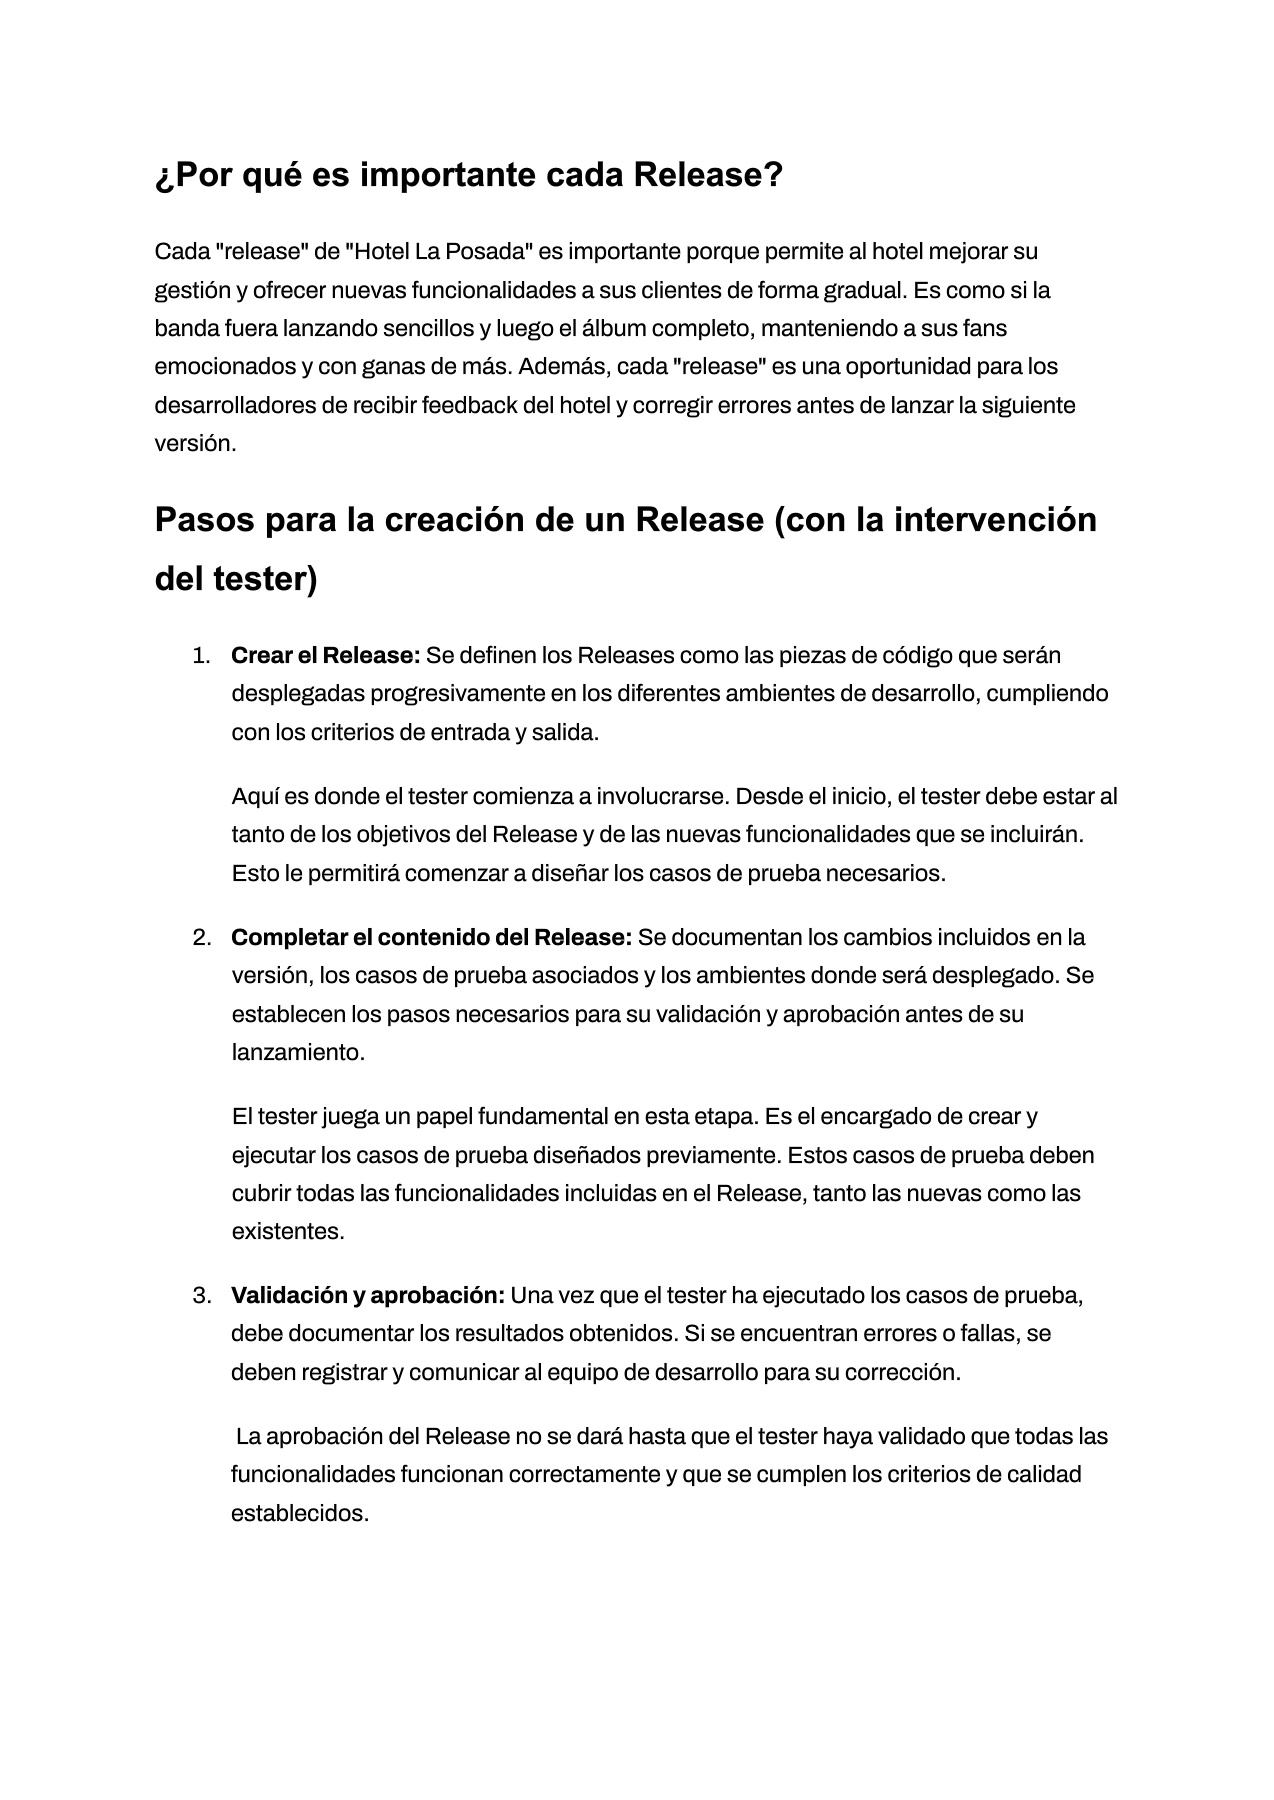 ¿Por qué es importante cada Release?
Cada "release" de "Hotel La Posada" es importante porque permite al hotel mejorar su
gestión y ofrecer nuevas funcionalidades a sus clientes de forma gradual. Es como si la
banda fuera lanzando sencillos y luego el álbum completo, manteniendo a sus fans
emocionados y con ganas de más. Además, cada "release" es una oportunidad para los
desarrolladores de recibir feedback del hotel y corregir errores antes de lanzar la siguiente
versión.
Pasos para la creación de un Release (con la intervención
del tester)
1. Crear el Release: Se definen los Releases como las piezas de código que serán
desplegadas progresivamente en los diferentes ambientes de desarrollo, cumpliendo
con los criterios de entrada y salida.
Aquí es donde el tester comienza a involucrarse. Desde el inicio, el tester debe estar al
tanto de los objetivos del Release y de las nuevas funcionalidades que se incluirán.
Esto le permitirá comenzar a diseñar los casos de prueba necesarios.
2. Completar el contenido del Release: Se documentan los cambios incluidos en la
versión, los casos de prueba asociados y los ambientes donde será desplegado. Se
establecen los pasos necesarios para su validación y aprobación antes de su
lanzamiento.
El tester juega un papel fundamental en esta etapa. Es el encargado de crear y
ejecutar los casos de prueba diseñados previamente. Estos casos de prueba deben
cubrir todas las funcionalidades incluidas en el Release, tanto las nuevas como las
existentes.
3. Validación y aprobación: Una vez que el tester ha ejecutado los casos de prueba,
debe documentar los resultados obtenidos. Si se encuentran errores o fallas, se
deben registrar y comunicar al equipo de desarrollo para su corrección.
La aprobación del Release no se dará hasta que el tester haya validado que todas las
funcionalidades funcionan correctamente y que se cumplen los criterios de calidad
establecidos.